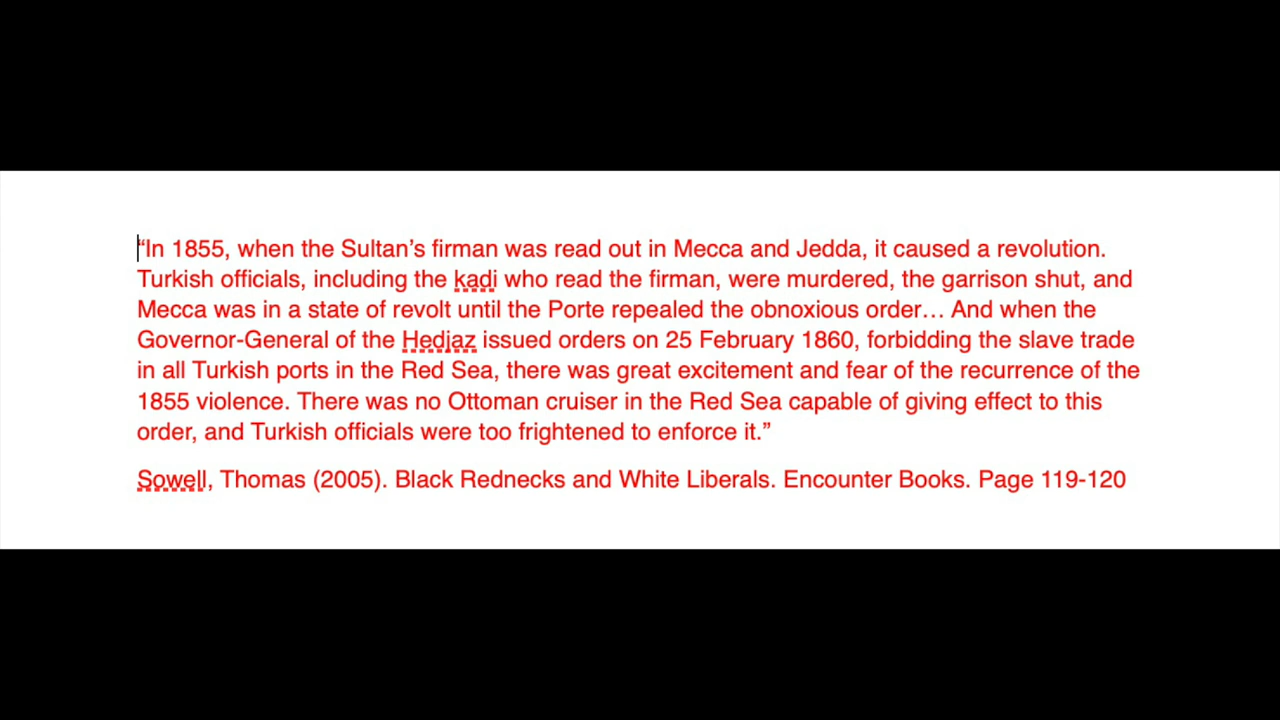 “In 1855, when the Sultan’s firman was read out in Mecca and Jedda, it caused a revolution.
Turkish officials, including the kadi who read the firman, were murdered, the garrison shut, and
Mecca was in a state of revolt until the Porte repealed the obnoxious order… And when the
Governor-General of the Hedjaz issued orders on 25 February 1860, forbidding the slave trade
in all Turkish ports in the Red Sea, there was great excitement and fear of the recurrence of the
1855 violence. There was no Ottoman cruiser in the Red Sea capable of giving effect to this
order, and Turkish officials were too frightened to enforce it.”
Sowell, Thomas (2005). Black Rednecks and White Liberals. Encounter Books. Page 119-120